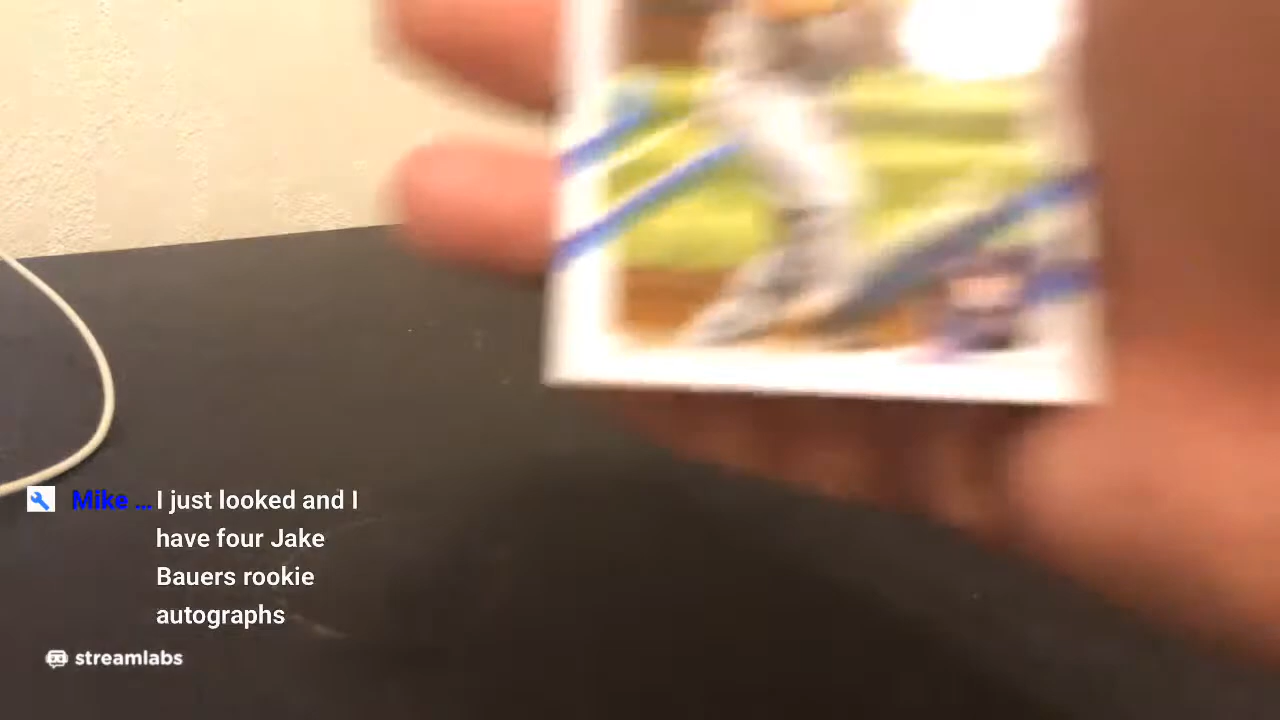 Mike ... I just looked and I
have four Jake
Bauers rookie
autographs
streamlabs